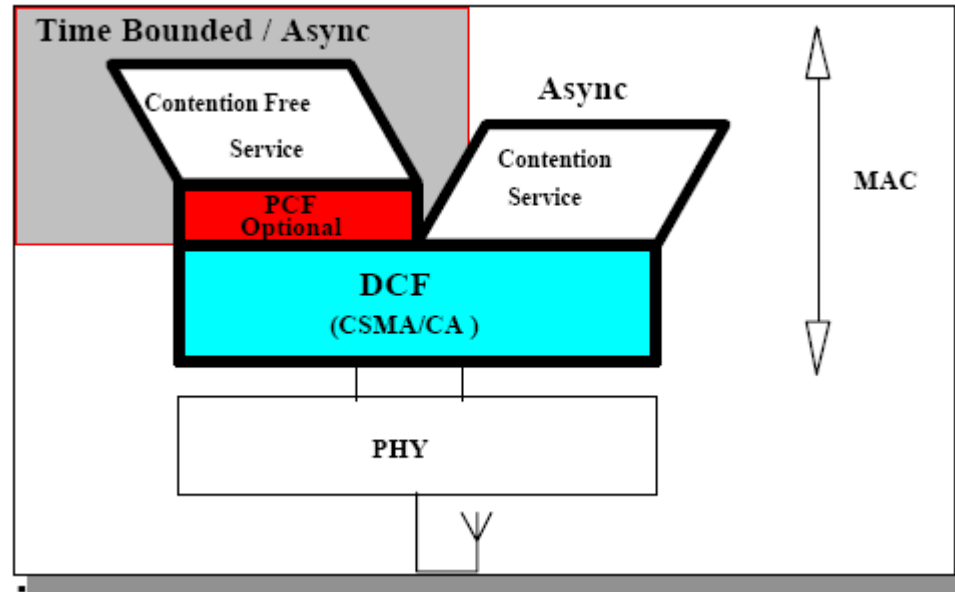 Time Bounded / Async
Contention Free
Service
Async
Contention
Service
PCF
Optional
MAC
DCF
(CSMA/CA )
PHY